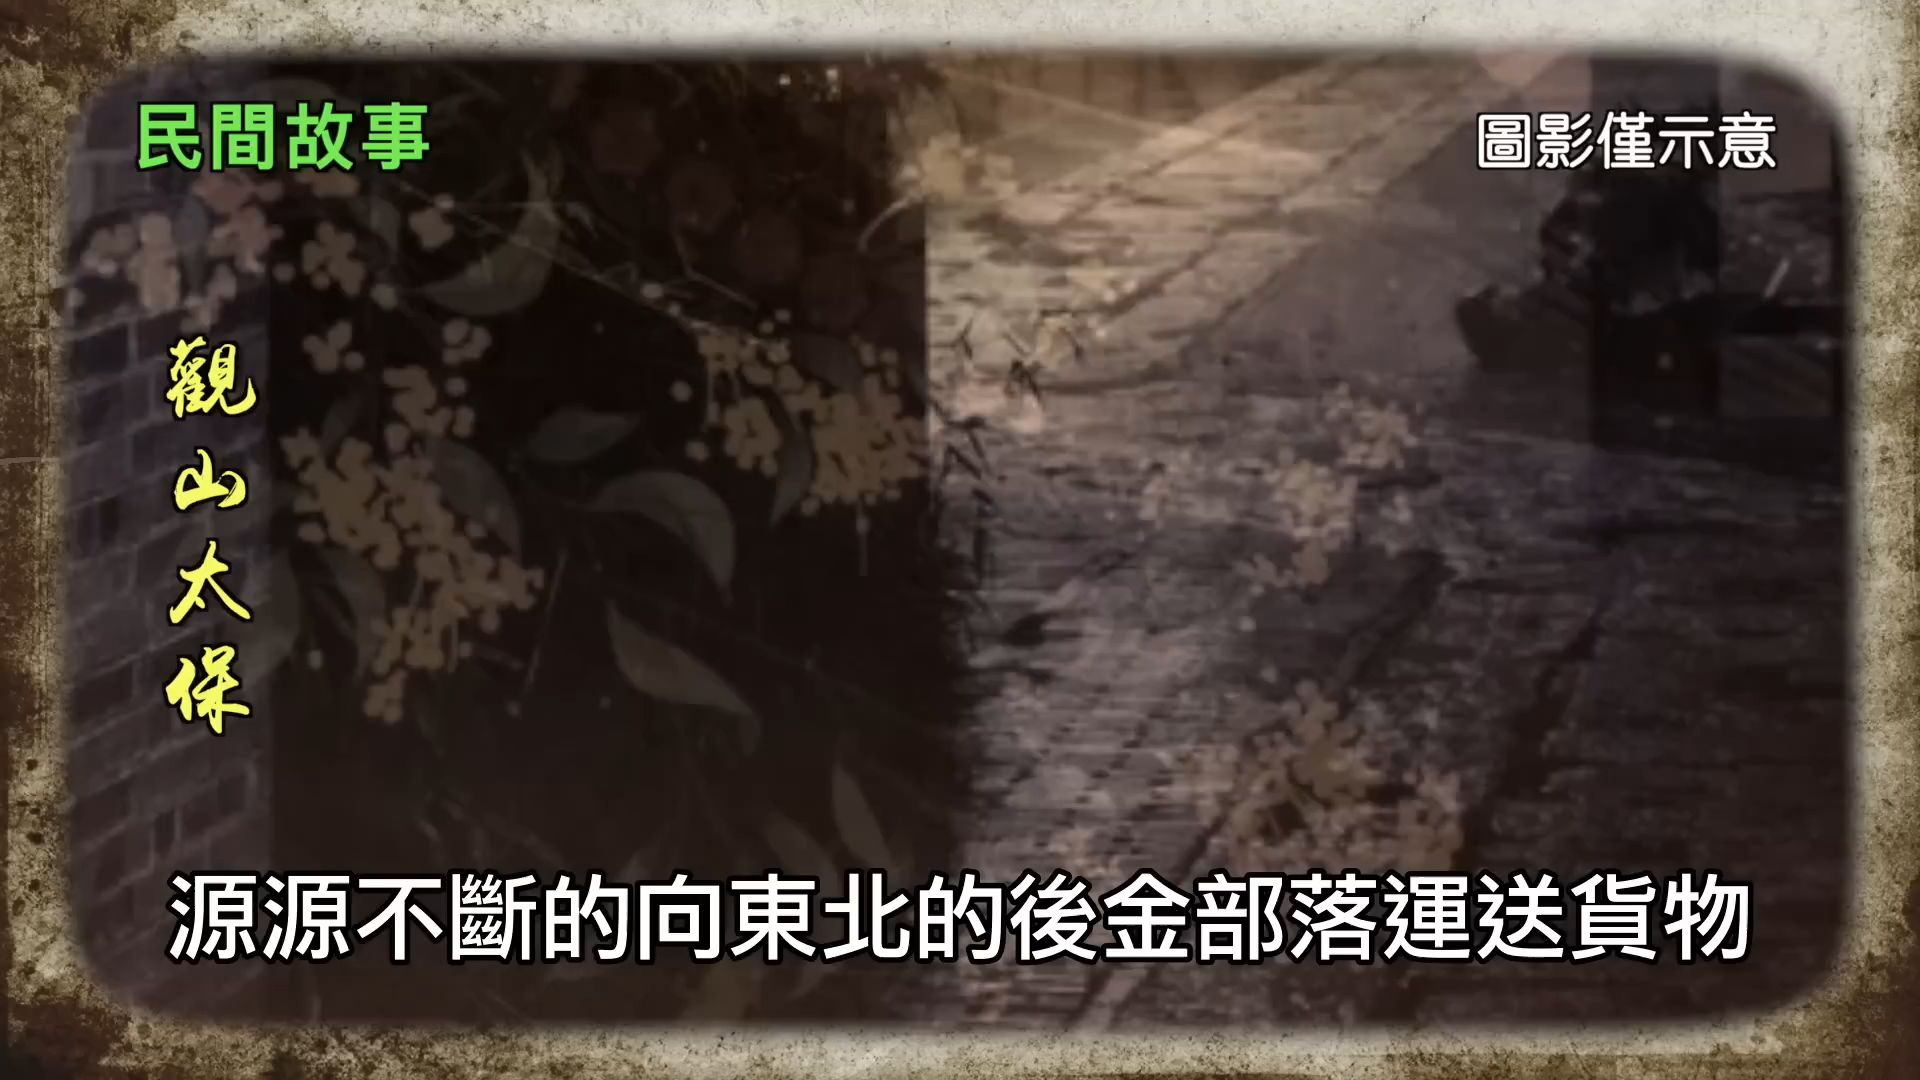 民間故事
圖影僅示意
觀山太保
源源不斷的向東北的後金部落運送貨物